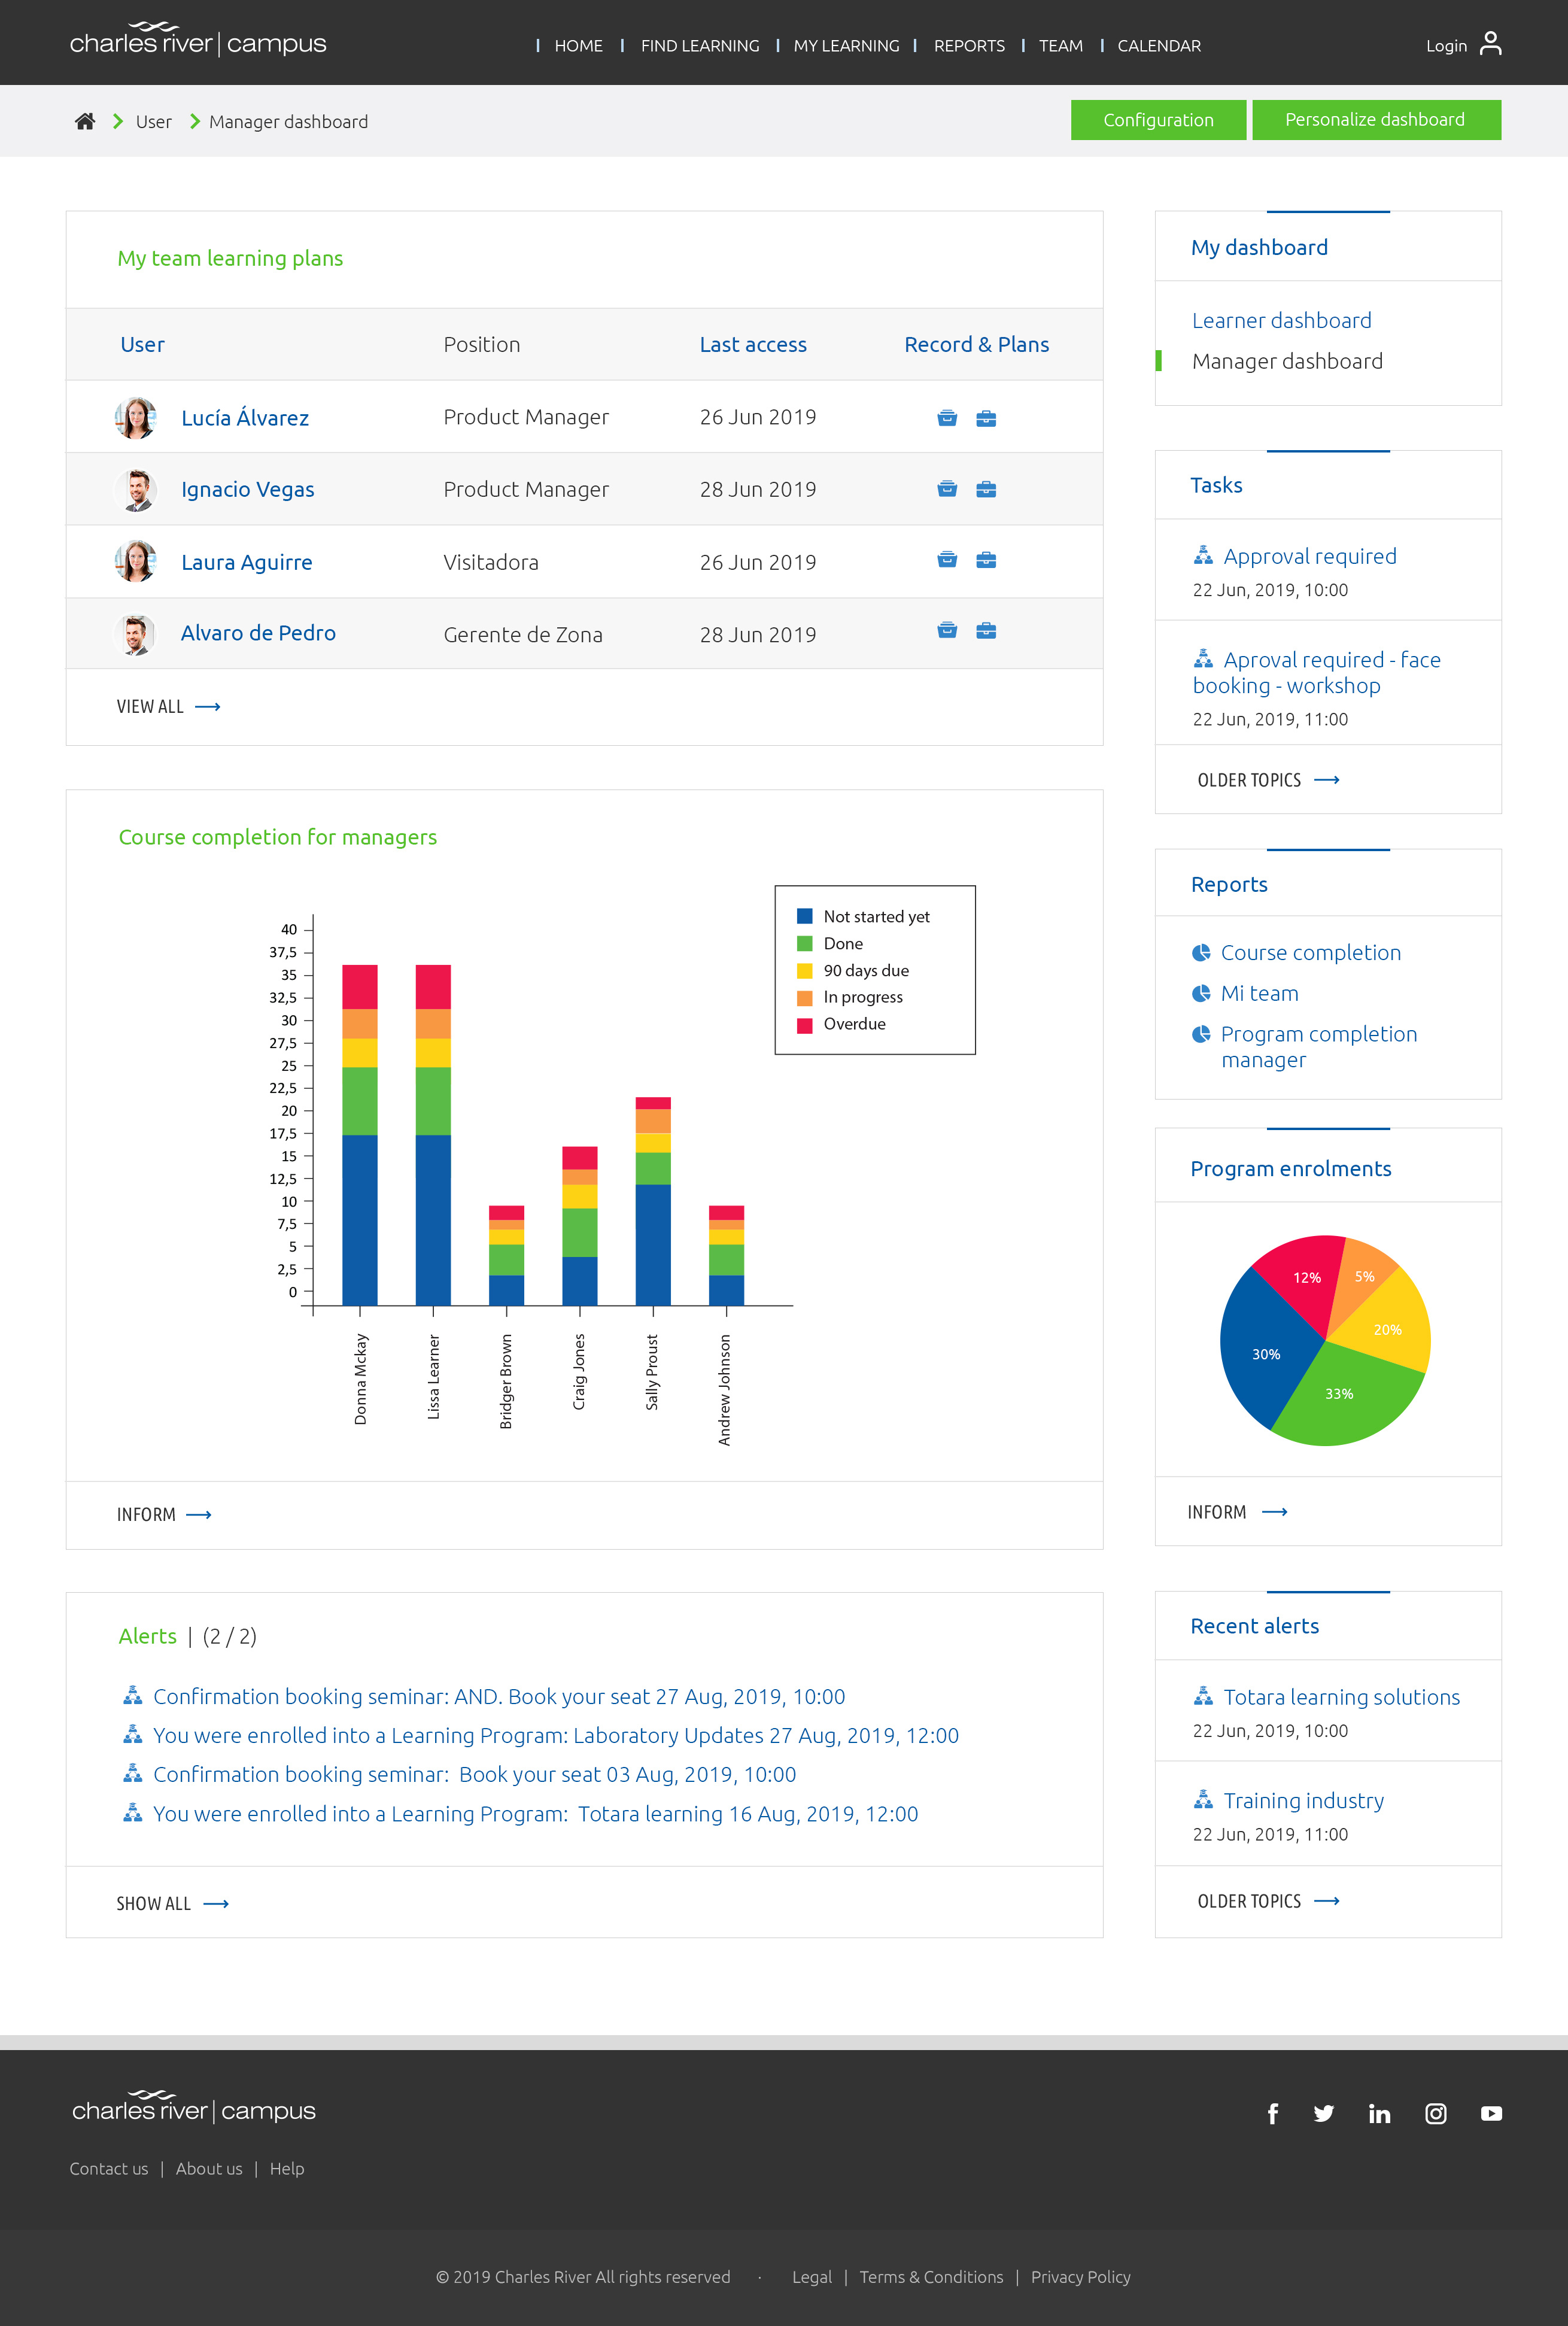 charles river | campus
HOME
FIND LEARNING
MY LEARNING
REPORTS
TEAM
CALENDAR
Login
User
Manager dashboard
Configuration
Personalize dashboard
My team learning plans
User Position Last access Record & Plans
Lucía Álvarez Product Manager 26 Jun 2019
Ignacio Vegas Product Manager 28 Jun 2019
Laura Aguirre Visitadora 26 Jun 2019
Alvaro de Pedro Gerente de Zona 28 Jun 2019
VIEW ALL
My dashboard
Learner dashboard
Manager dashboard
Tasks
Approval required
22 Jun, 2019, 10:00
Aproval required - face
booking - workshop
22 Jun, 2019, 11:00
OLDER TOPICS
Course completion for managers
Not started yet
Done
90 days due
In progress
Overdue
40
37,5
35
32,5
30
27,5
25
22,5
20
17,5
15
12,5
10
7,5
5
2,5
0
Donna Mckay
Lissa Learner
Bridger Brown
Craig Jones
Sally Proust
Andrew Johnson
INFORM
Reports
Course completion
Mi team
Program completion
manager
Program enrolments
12%
5%
20%
30%
33%
INFORM
Alerts | (2 / 2)
Confirmation booking seminar: AND. Book your seat 27 Aug, 2019, 10:00
You were enrolled into a Learning Program: Laboratory Updates 27 Aug, 2019, 12:00
Confirmation booking seminar: Book your seat 03 Aug, 2019, 10:00
You were enrolled into a Learning Program: Totara learning 16 Aug, 2019, 12:00
SHOW ALL
Recent alerts
Totara learning solutions
22 Jun, 2019, 10:00
Training industry
22 Jun, 2019, 11:00
OLDER TOPICS
charles river | campus
Contact us | About us | Help
© 2019 Charles River All rights reserved · Legal | Terms & Conditions | Privacy Policy